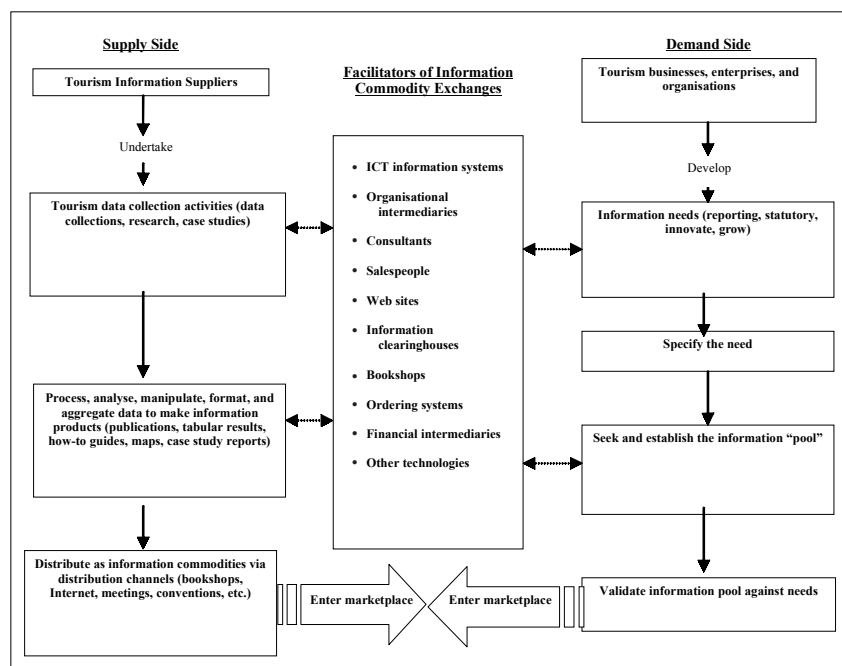 Supply Side
Tourism Information Suppliers
Undertake
Tourism data collection activities (data
collections, research, case studies)
Process, analyse, manipulate, format, and
aggregate data to make information
products (publications, tabular results,
how-to guides, maps, case study reports)
Distribute as information commodities via
distribution channels (bookshops,
Internet, meetings, conventions, etc.)
Enter marketplace
Facilitators of Information
Commodity Exchanges
• ICT information systems
• Organisational
intermediaries
• Consultants
• Salespeople
• Web sites
• Information
clearinghouses
• Bookshops
• Ordering systems
• Financial intermediaries
• Other technologies
Demand Side
Tourism businesses, enterprises, and
organisations
Develop
Information needs (reporting, statutory,
innovate, grow)
Specify the need
Seek and establish the information “pool”
Validate information pool against needs
Enter marketplace